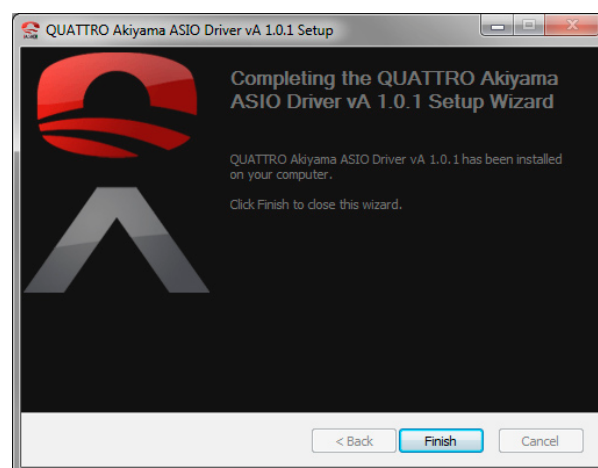 QUATTRO Akiyama ASIO Driver vA 1.0.1 Setup
Completing the QUATTRO Akiyama
ASIO Driver vA 1.0.1 Setup Wizard
QUATTRO Akiyama ASIO Driver vA 1.0.1 has been installed
on your computer.
Click Finish to close this wizard.
< Back
Finish
Cancel